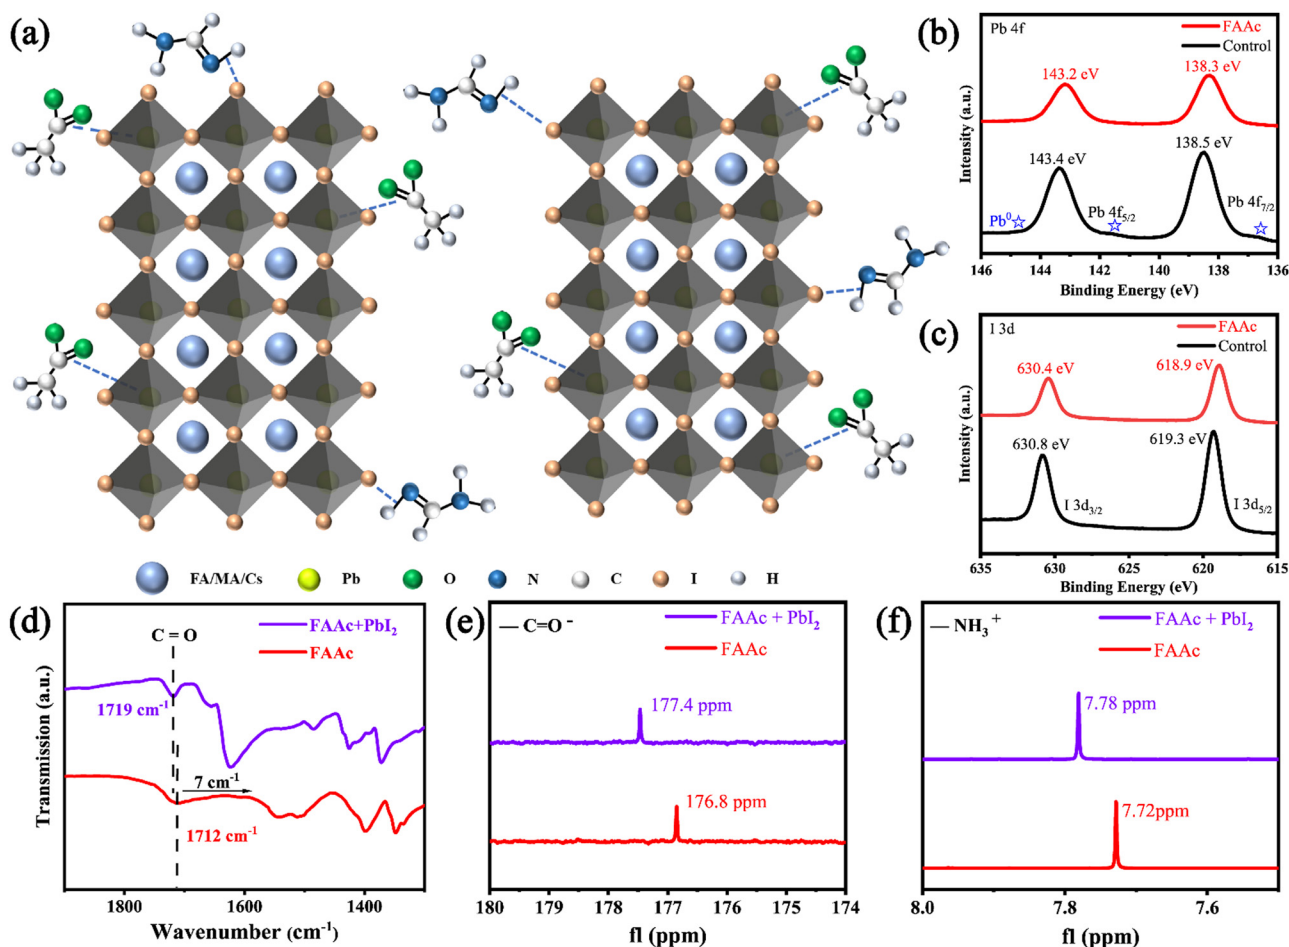 (a)
FA/MA/Cs Pb O N C I H
(b)
Pb 4f
FAAc
Control
143.2 eV
138.3 eV
143.4 eV
138.5 eV
Pb⁰☆
Pb 4f₅/₂
☆
Pb 4f₇/₂
☆
Intensity (a.u.)
146 144 142 140 138 136
Binding Energy (eV)
(c)
I 3d
FAAc
Control
630.4 eV
618.9 eV
630.8 eV
619.3 eV
I 3d₃/₂
I 3d₅/₂
Intensity (a.u.)
635 630 625 620 615
Binding Energy (eV)
(d)
C = O
FAAc+PbI₂
FAAc
1719 cm⁻¹
7 cm⁻¹
1712 cm⁻¹
Transmission (a.u.)
1800 1600 1400
Wavenumber (cm⁻¹)
(e)
— C=O⁻
FAAc + PbI₂
FAAc
177.4 ppm
176.8 ppm
180 179 178 177 176 175 174
fl (ppm)
(f)
— NH₃⁺
FAAc + PbI₂
FAAc
7.78 ppm
7.72ppm
8.0 7.8 7.6
fl (ppm)